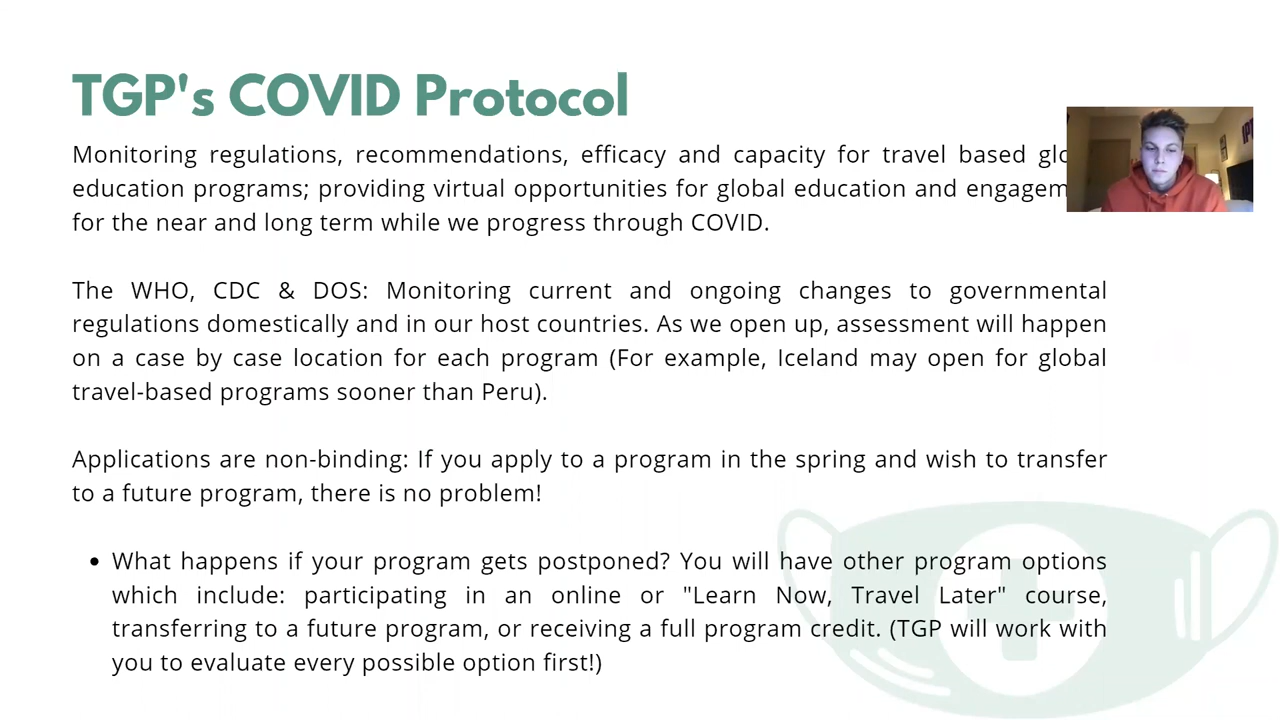 TGP's COVID Protocol
Monitoring regulations, recommendations, efficacy and capacity for travel based
education programs; providing virtual opportunities for global education and
for the near and long term while we progress through COVID.
The WHO, CDC & DOS: Monitoring current and ongoing changes to governmental
regulations domestically and in our host countries. As we open up, assessment will happen
on a case by case location for each program (For example, Iceland may open for global
travel-based programs sooner than Peru).
Applications are non-binding: If you apply to a program in the spring and wish to transfer
to a future program, there is no problem!
• What happens if your program gets postponed? You will have other program options
which include: participating in an online or "Learn Now, Travel Later" course,
transferring to a future program, or receiving a full program credit. (TGP will work with
you to evaluate every possible option first!)